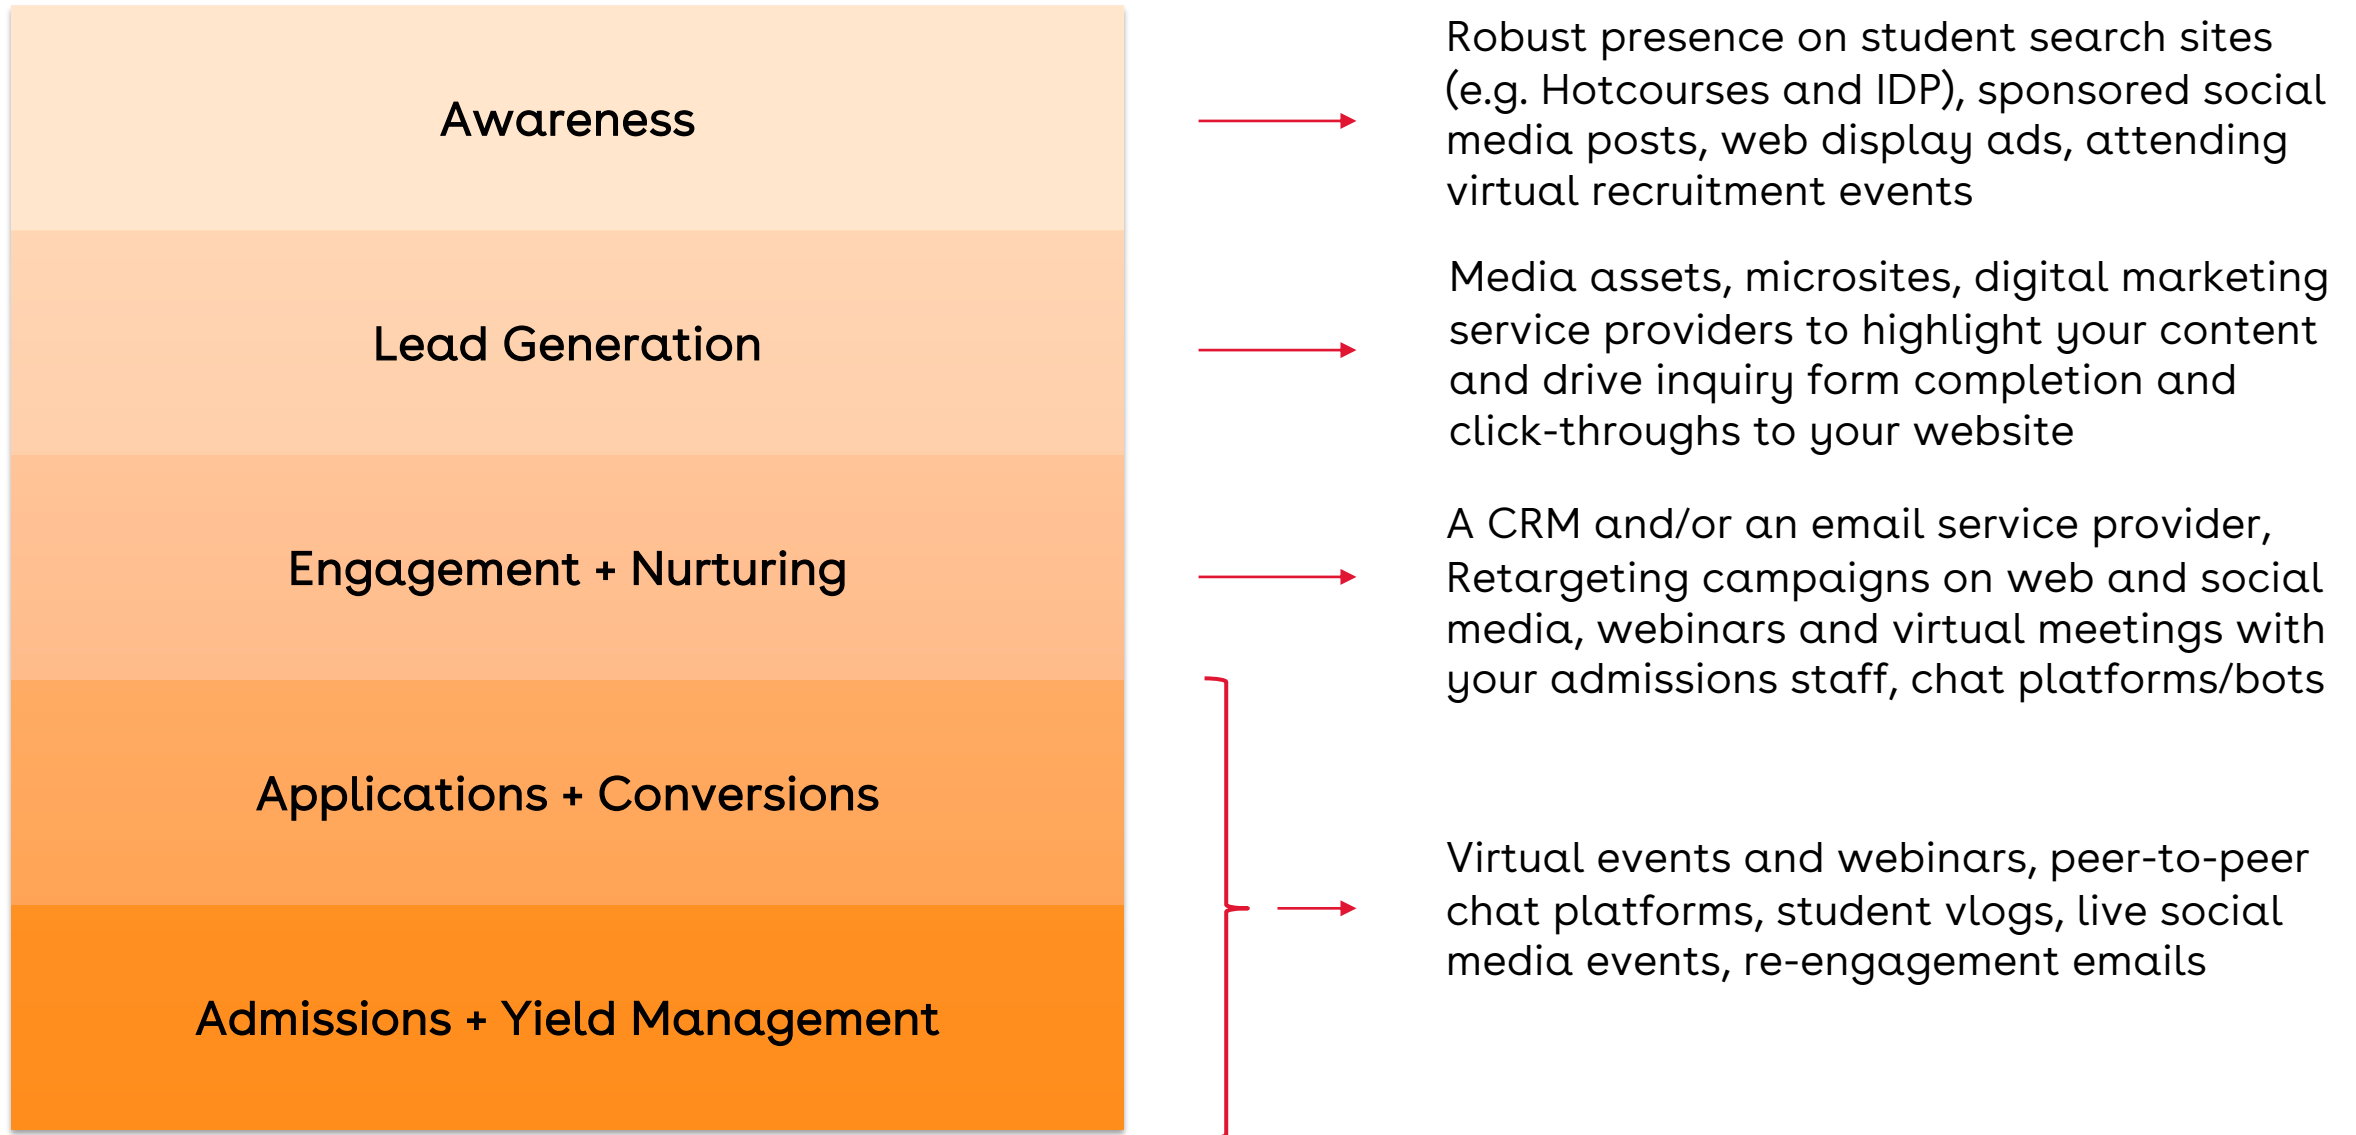 Awareness
Robust presence on student search sites
(e.g. Hotcourses and IDP), sponsored social
media posts, web display ads, attending
virtual recruitment events
Lead Generation
Media assets, microsites, digital marketing
service providers to highlight your content
and drive inquiry form completion and
click-throughs to your website
Engagement + Nurturing
A CRM and/or an email service provider,
Retargeting campaigns on web and social
media, webinars and virtual meetings with
your admissions staff, chat platforms/bots
Applications + Conversions
Admissions + Yield Management
Virtual events and webinars, peer-to-peer
chat platforms, student vlogs, live social
media events, re-engagement emails